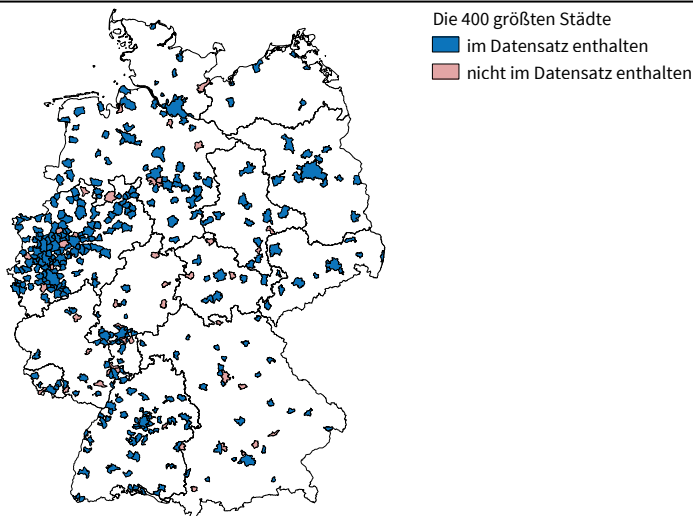 Die 400 größten Städte
im Datensatz enthalten
nicht im Datensatz enthalten